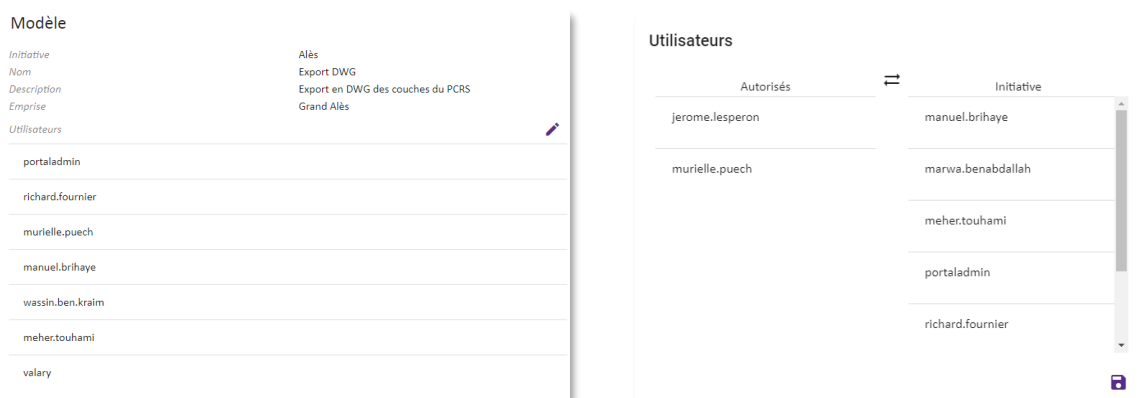 Modèle
Initiative Alès
Nom Export DWG
Description Export en DWG des couches du PCRS
Emprise Grand Alès
Utilisateurs
portaladmin
richard.fournier
murielle.puech
manuel.brihaye
wassin.ben.kraim
meher.touhami
valary
Utilisateurs
Autorisés Initiative
jerome.lesperon manuel.brihaye
murielle.puech marwa.benabdallah
meher.touhami
portaladmin
richard.fournier